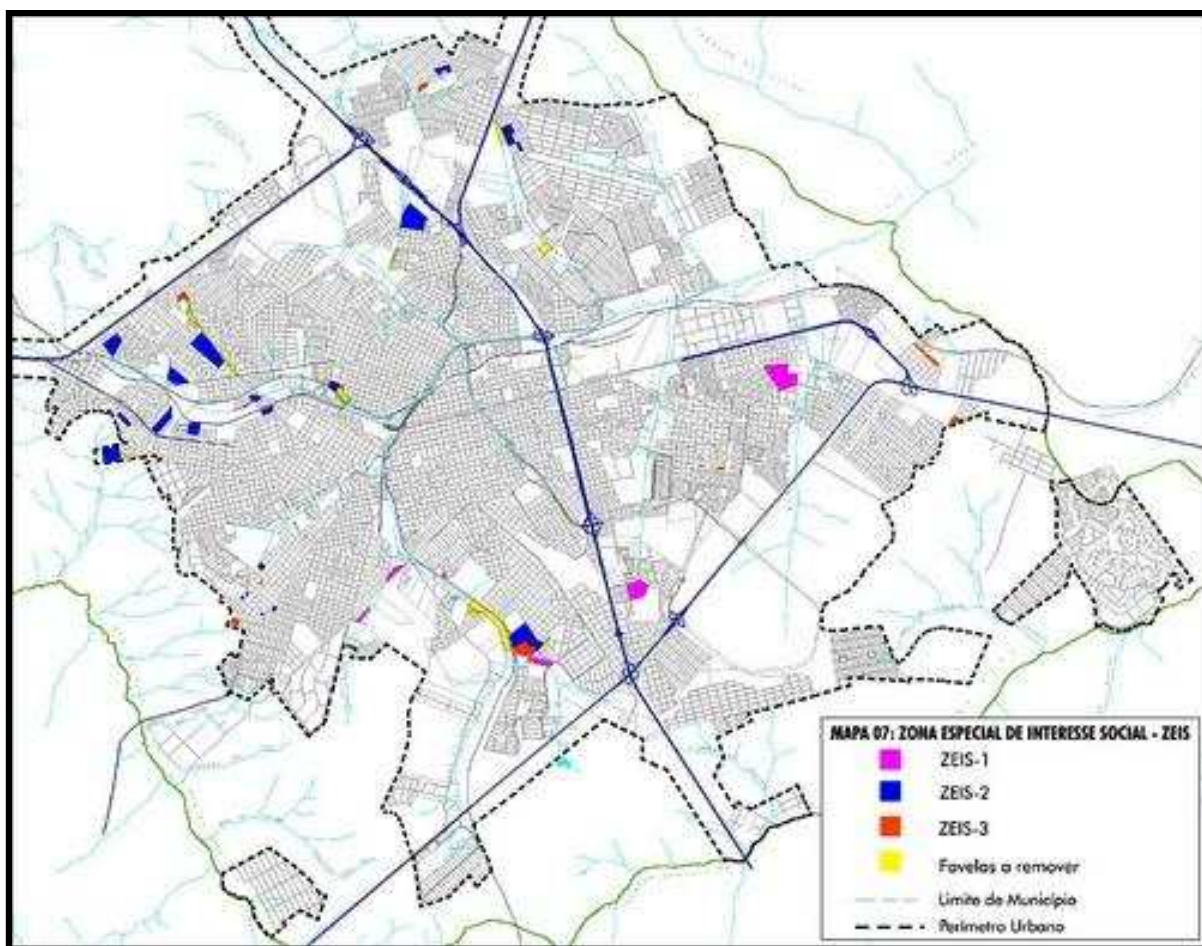 MAPA 07: ZONA ESPECIAL DE INTERESSE SOCIAL - ZEIS
ZEIS-1
ZEIS-2
ZEIS-3
Favelas a remover
Limite de Município
Perímetro Urbano